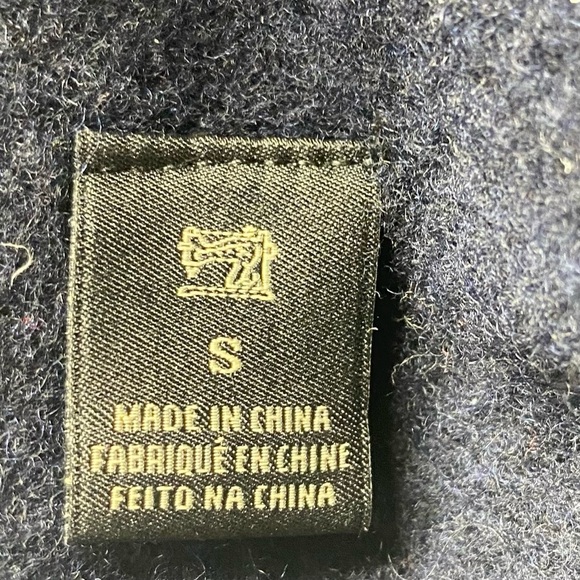 S
MADE IN CHINA
FABRIQUÉ EN CHINE
FEITO NA CHINA